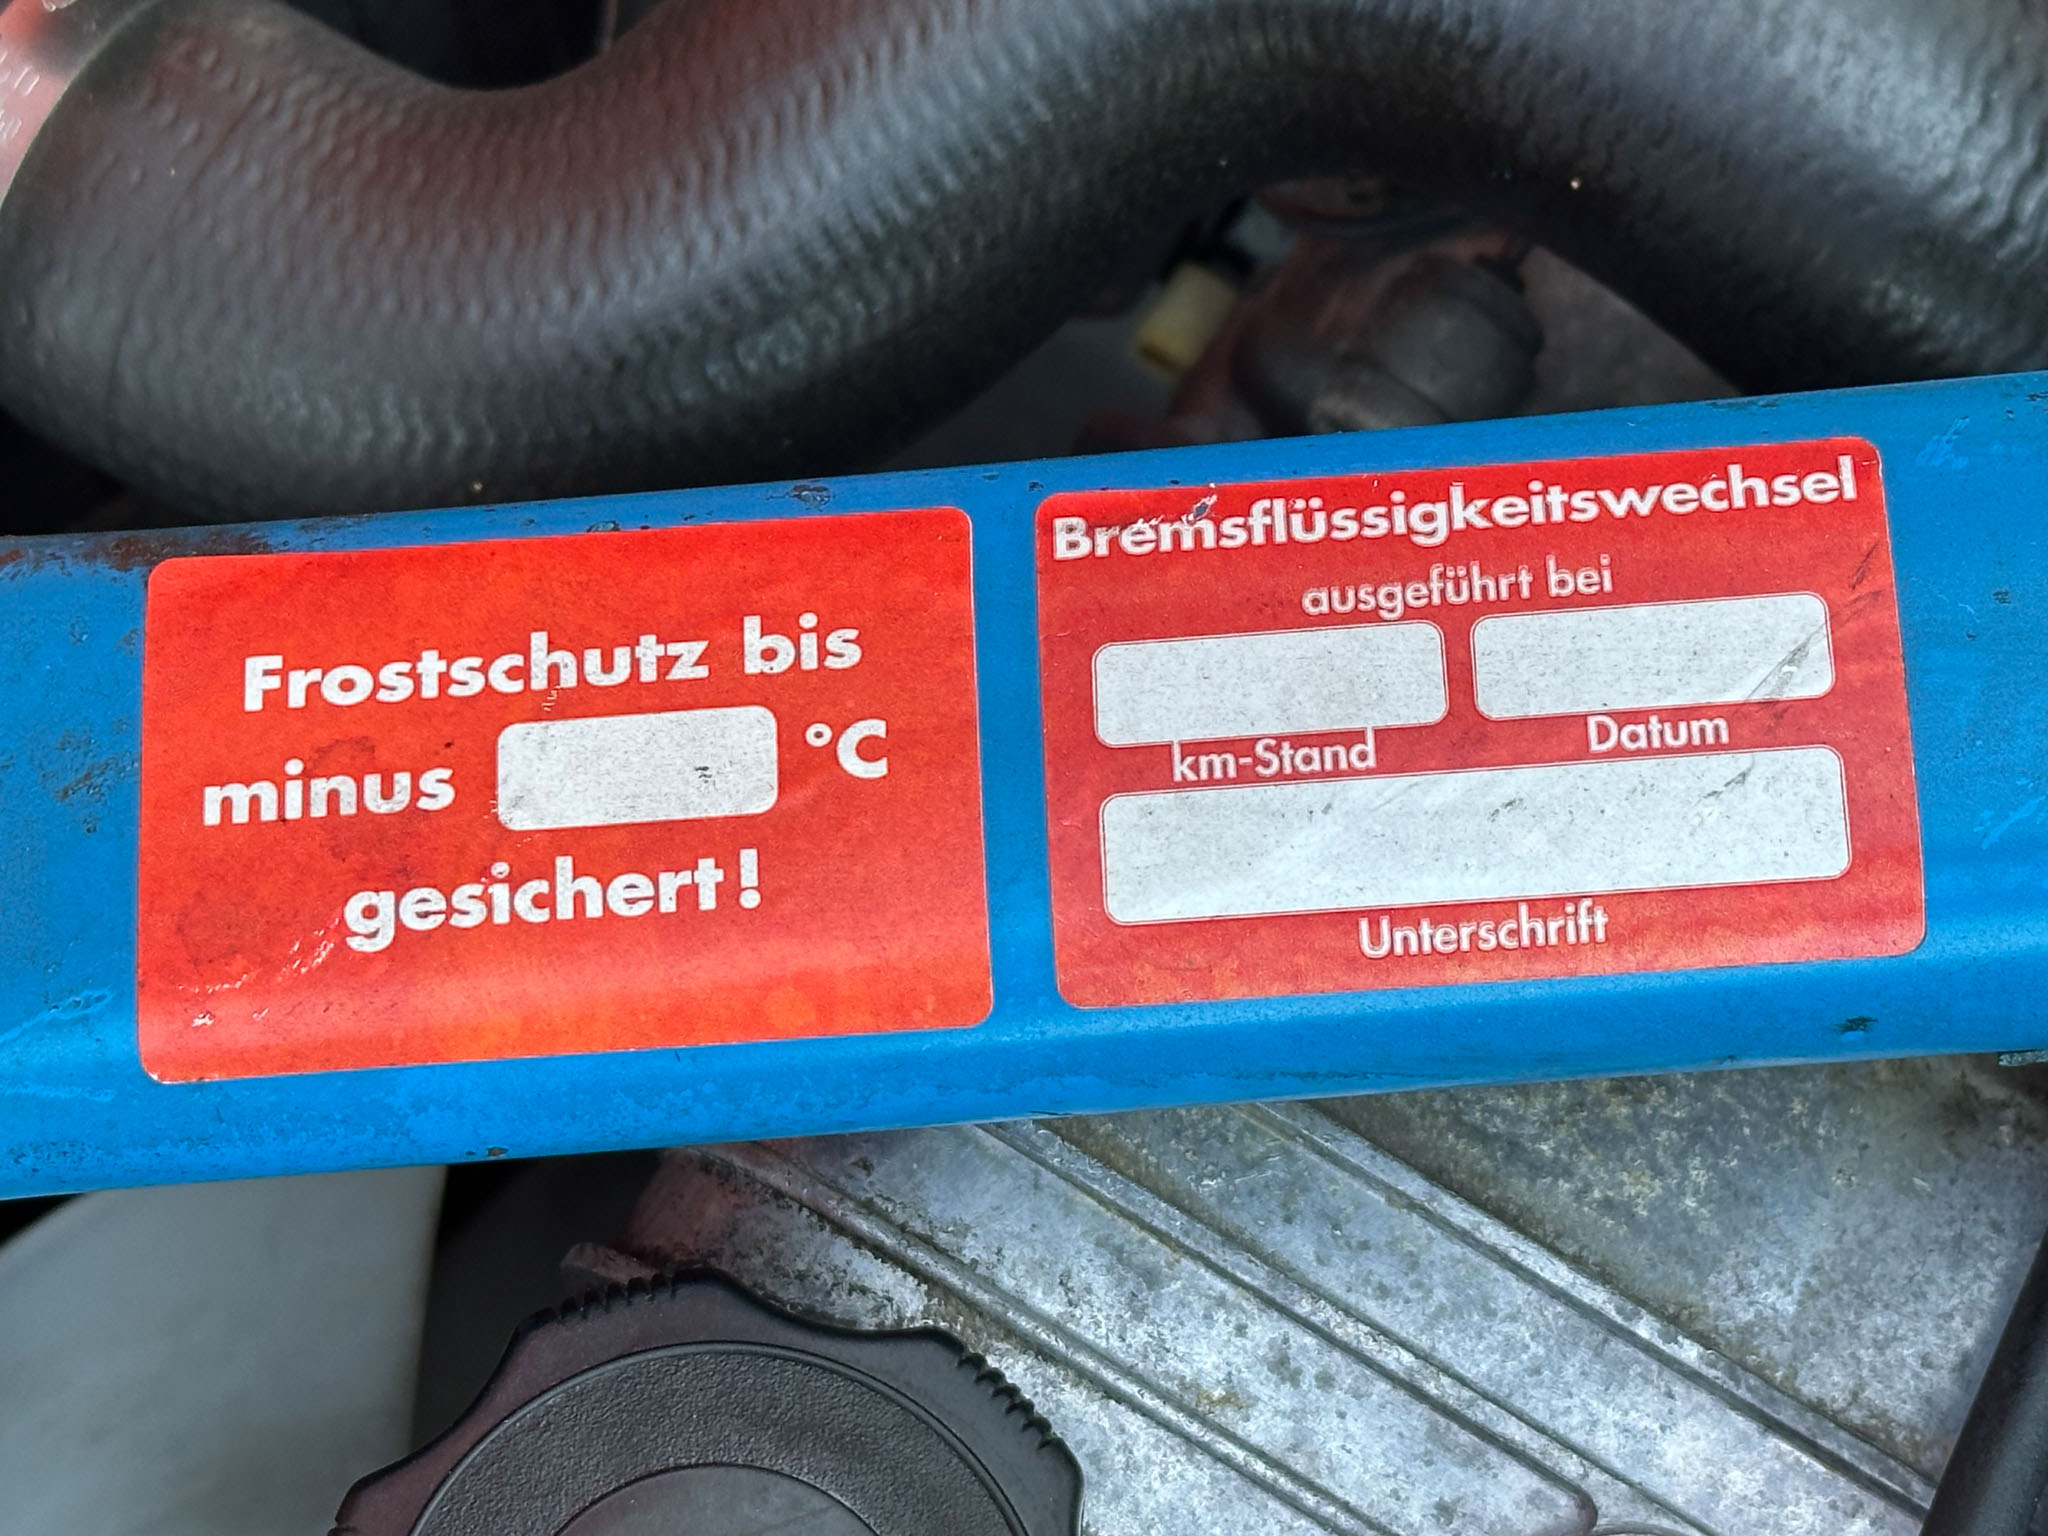 Frostschutz bis
minus °C
gesichert!
Bremsflüssigkeitswechsel
ausgeführt bei
km-Stand Datum
Unterschrift